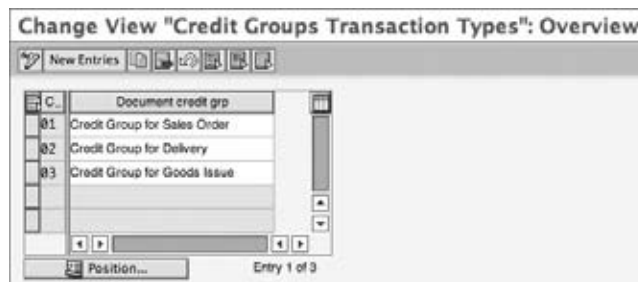 Change View "Credit Groups Transaction Types": Overview
New Entries
C.. Document credit grp
01 Credit Group for Sales Order
02 Credit Group for Delivery
03 Credit Group for Goods Issue
Position... Entry 1 of 3